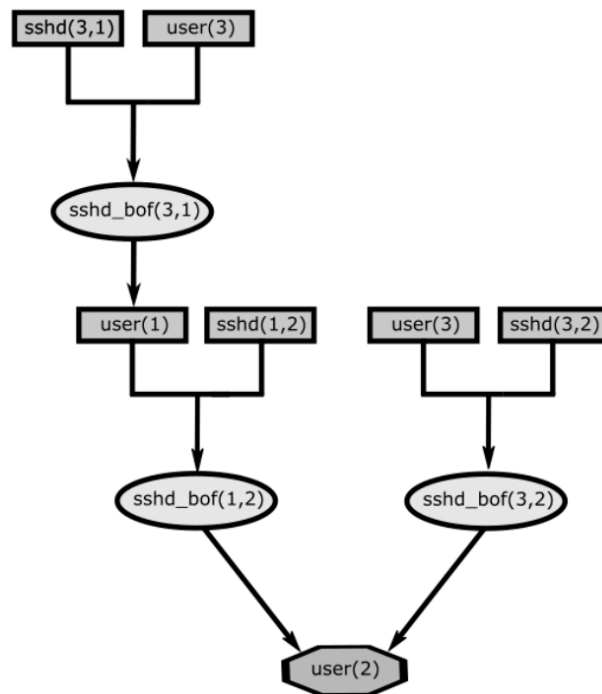 sshd(3,1)
user(3)
sshd_bof(3,1)
user(1)
sshd(1,2)
user(3)
sshd(3,2)
sshd_bof(1,2)
sshd_bof(3,2)
user(2)